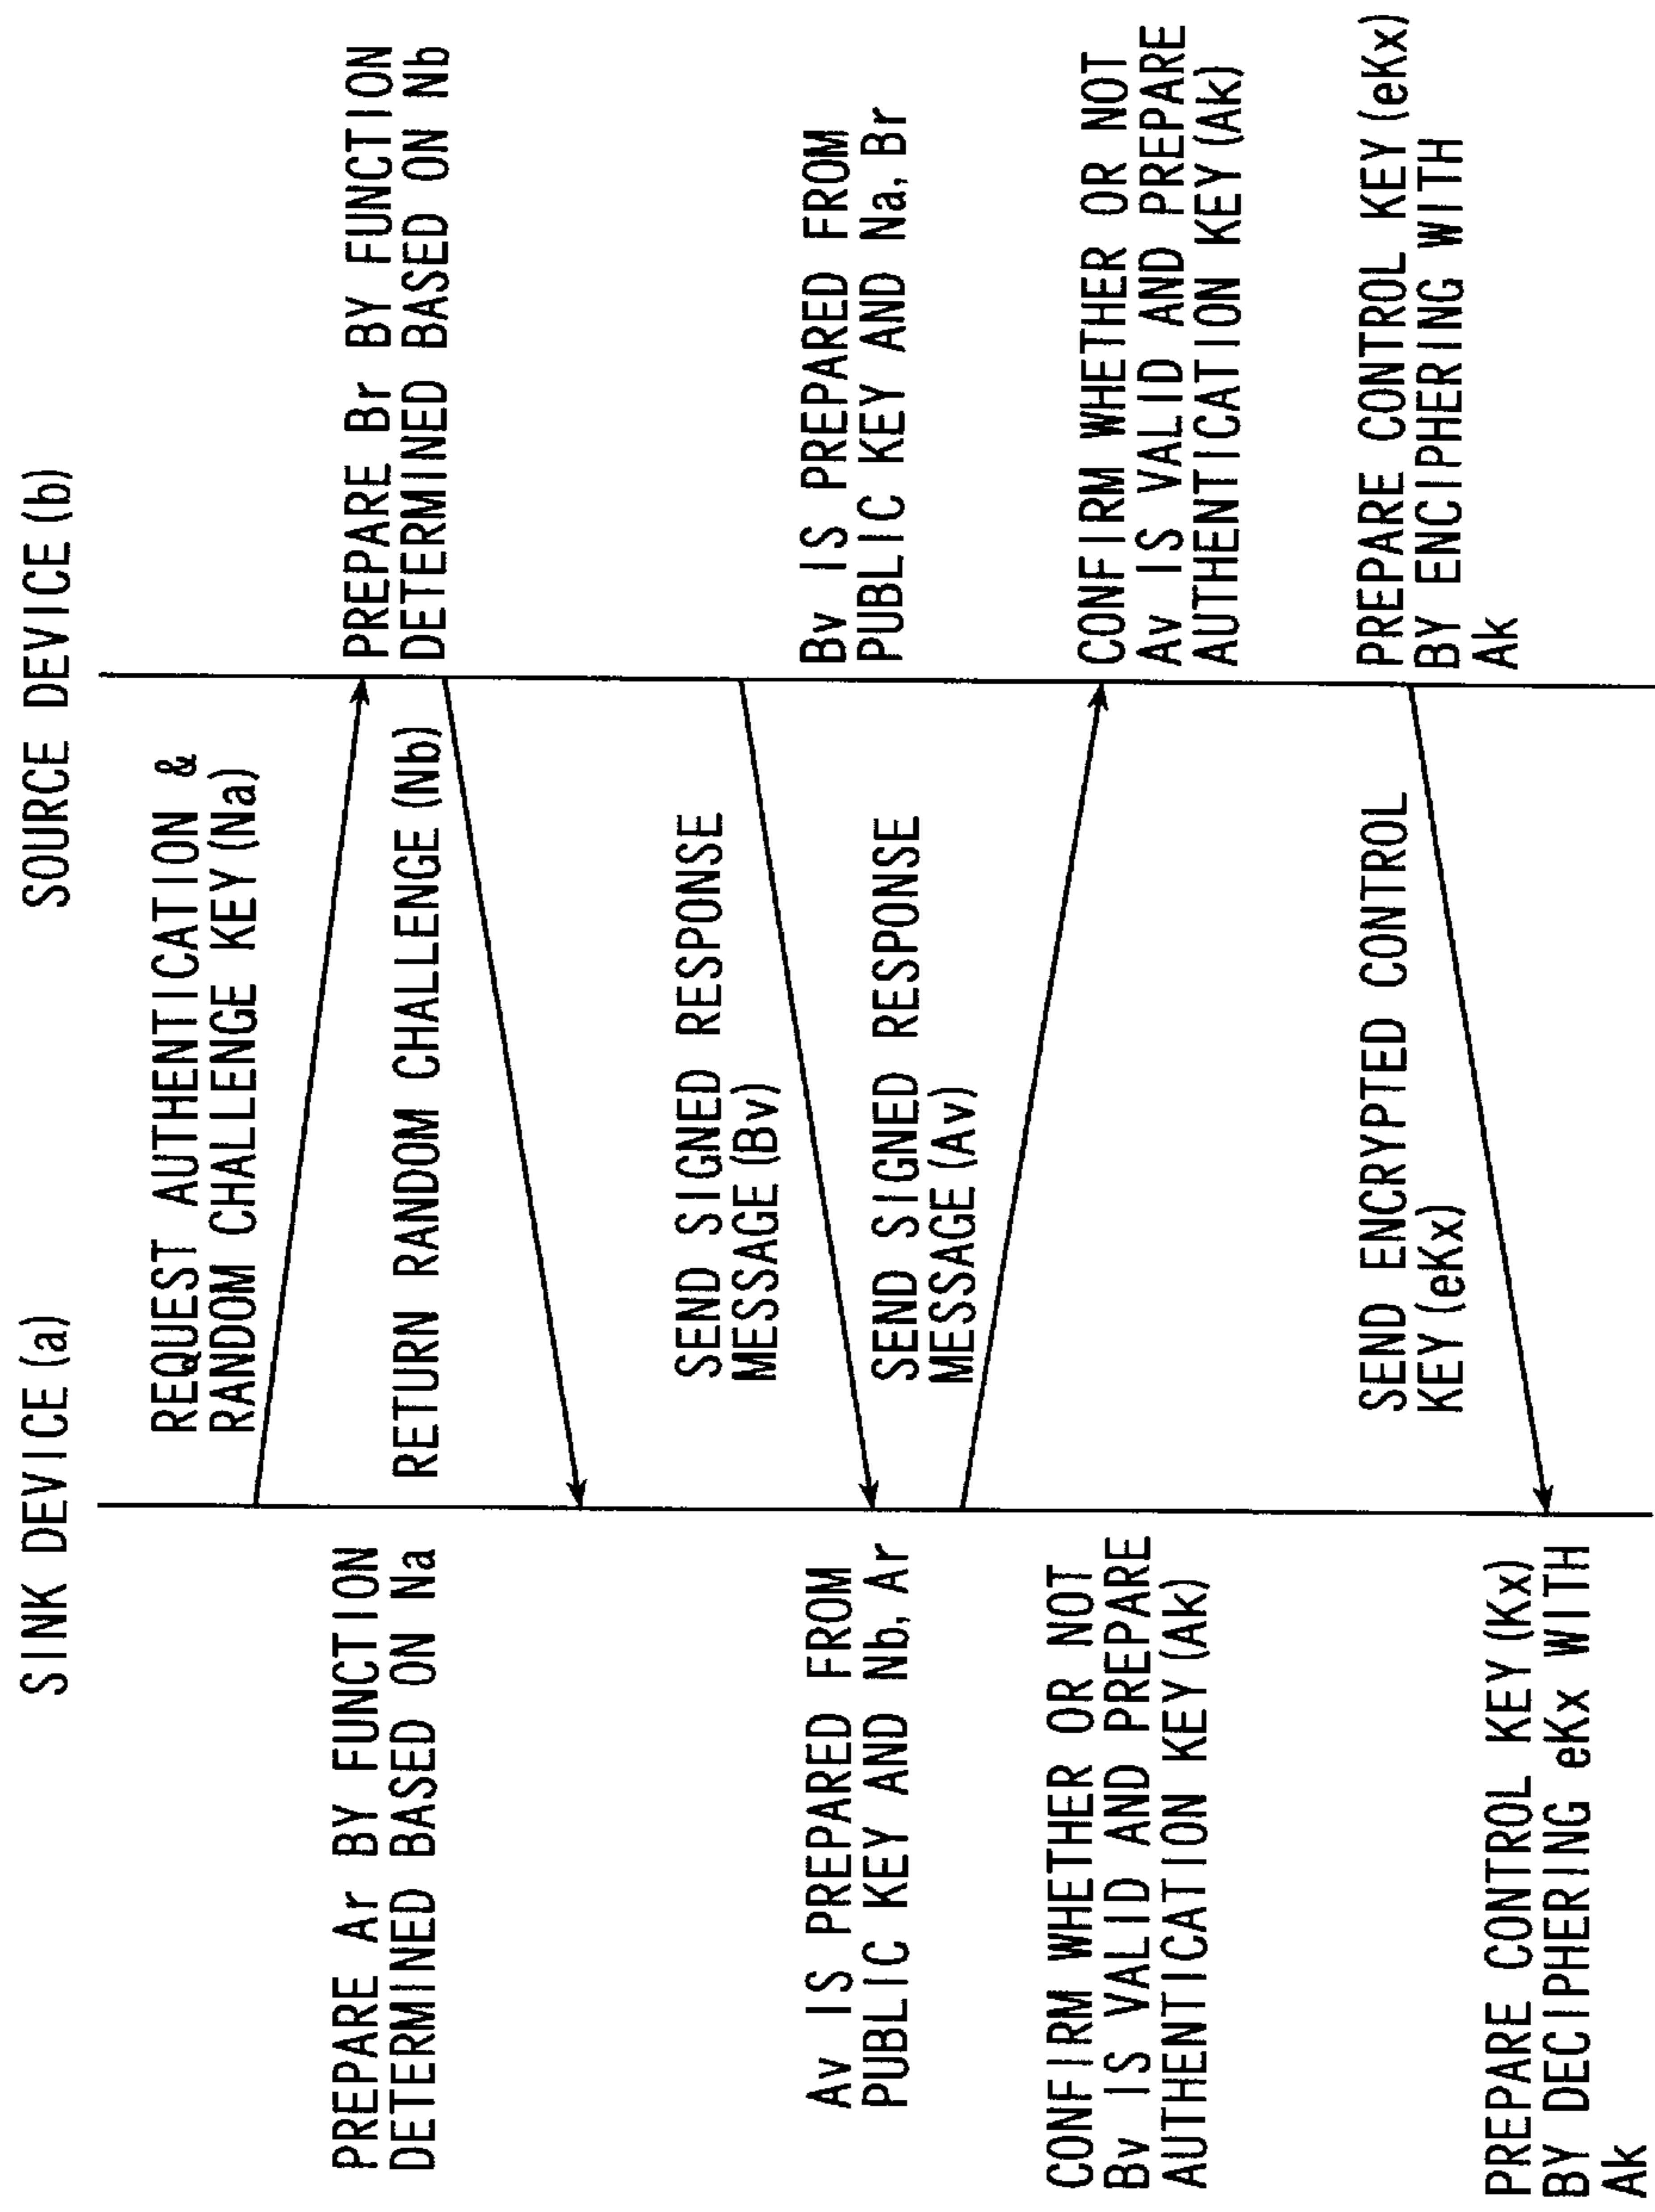 SINK DEVICE (a)
SOURCE DEVICE (b)
REQUEST AUTHENTICATION &
RANDOM CHALLENGE KEY (Na)
PREPARE Ar BY FUNCTION
DETERMINED BASED ON Na
PREPARE Br BY FUNCTION
DETERMINED BASED ON Nb
RETURN RANDOM CHALLENGE (Nb)
SEND SIGNED RESPONSE
MESSAGE (Bv)
Av IS PREPARED FROM
PUBLIC KEY AND Nb, Ar
Bv IS PREPARED FROM
PUBLIC KEY AND Na, Br
SEND SIGNED RESPONSE
MESSAGE (Av)
CONFIRM WHETHER OR NOT
Bv IS VALID AND PREPARE
AUTHENTICATION KEY (Ak)
CONFIRM WHETHER OR NOT
Av IS VALID AND PREPARE
AUTHENTICATION KEY (Ak)
SEND ENCRYPTED CONTROL
KEY (eKx)
PREPARE CONTROL KEY (eKx)
BY ENCIPHERING WITH
Ak
PREPARE CONTROL KEY (Kx)
BY DECIPHERING eKx WITH
Ak